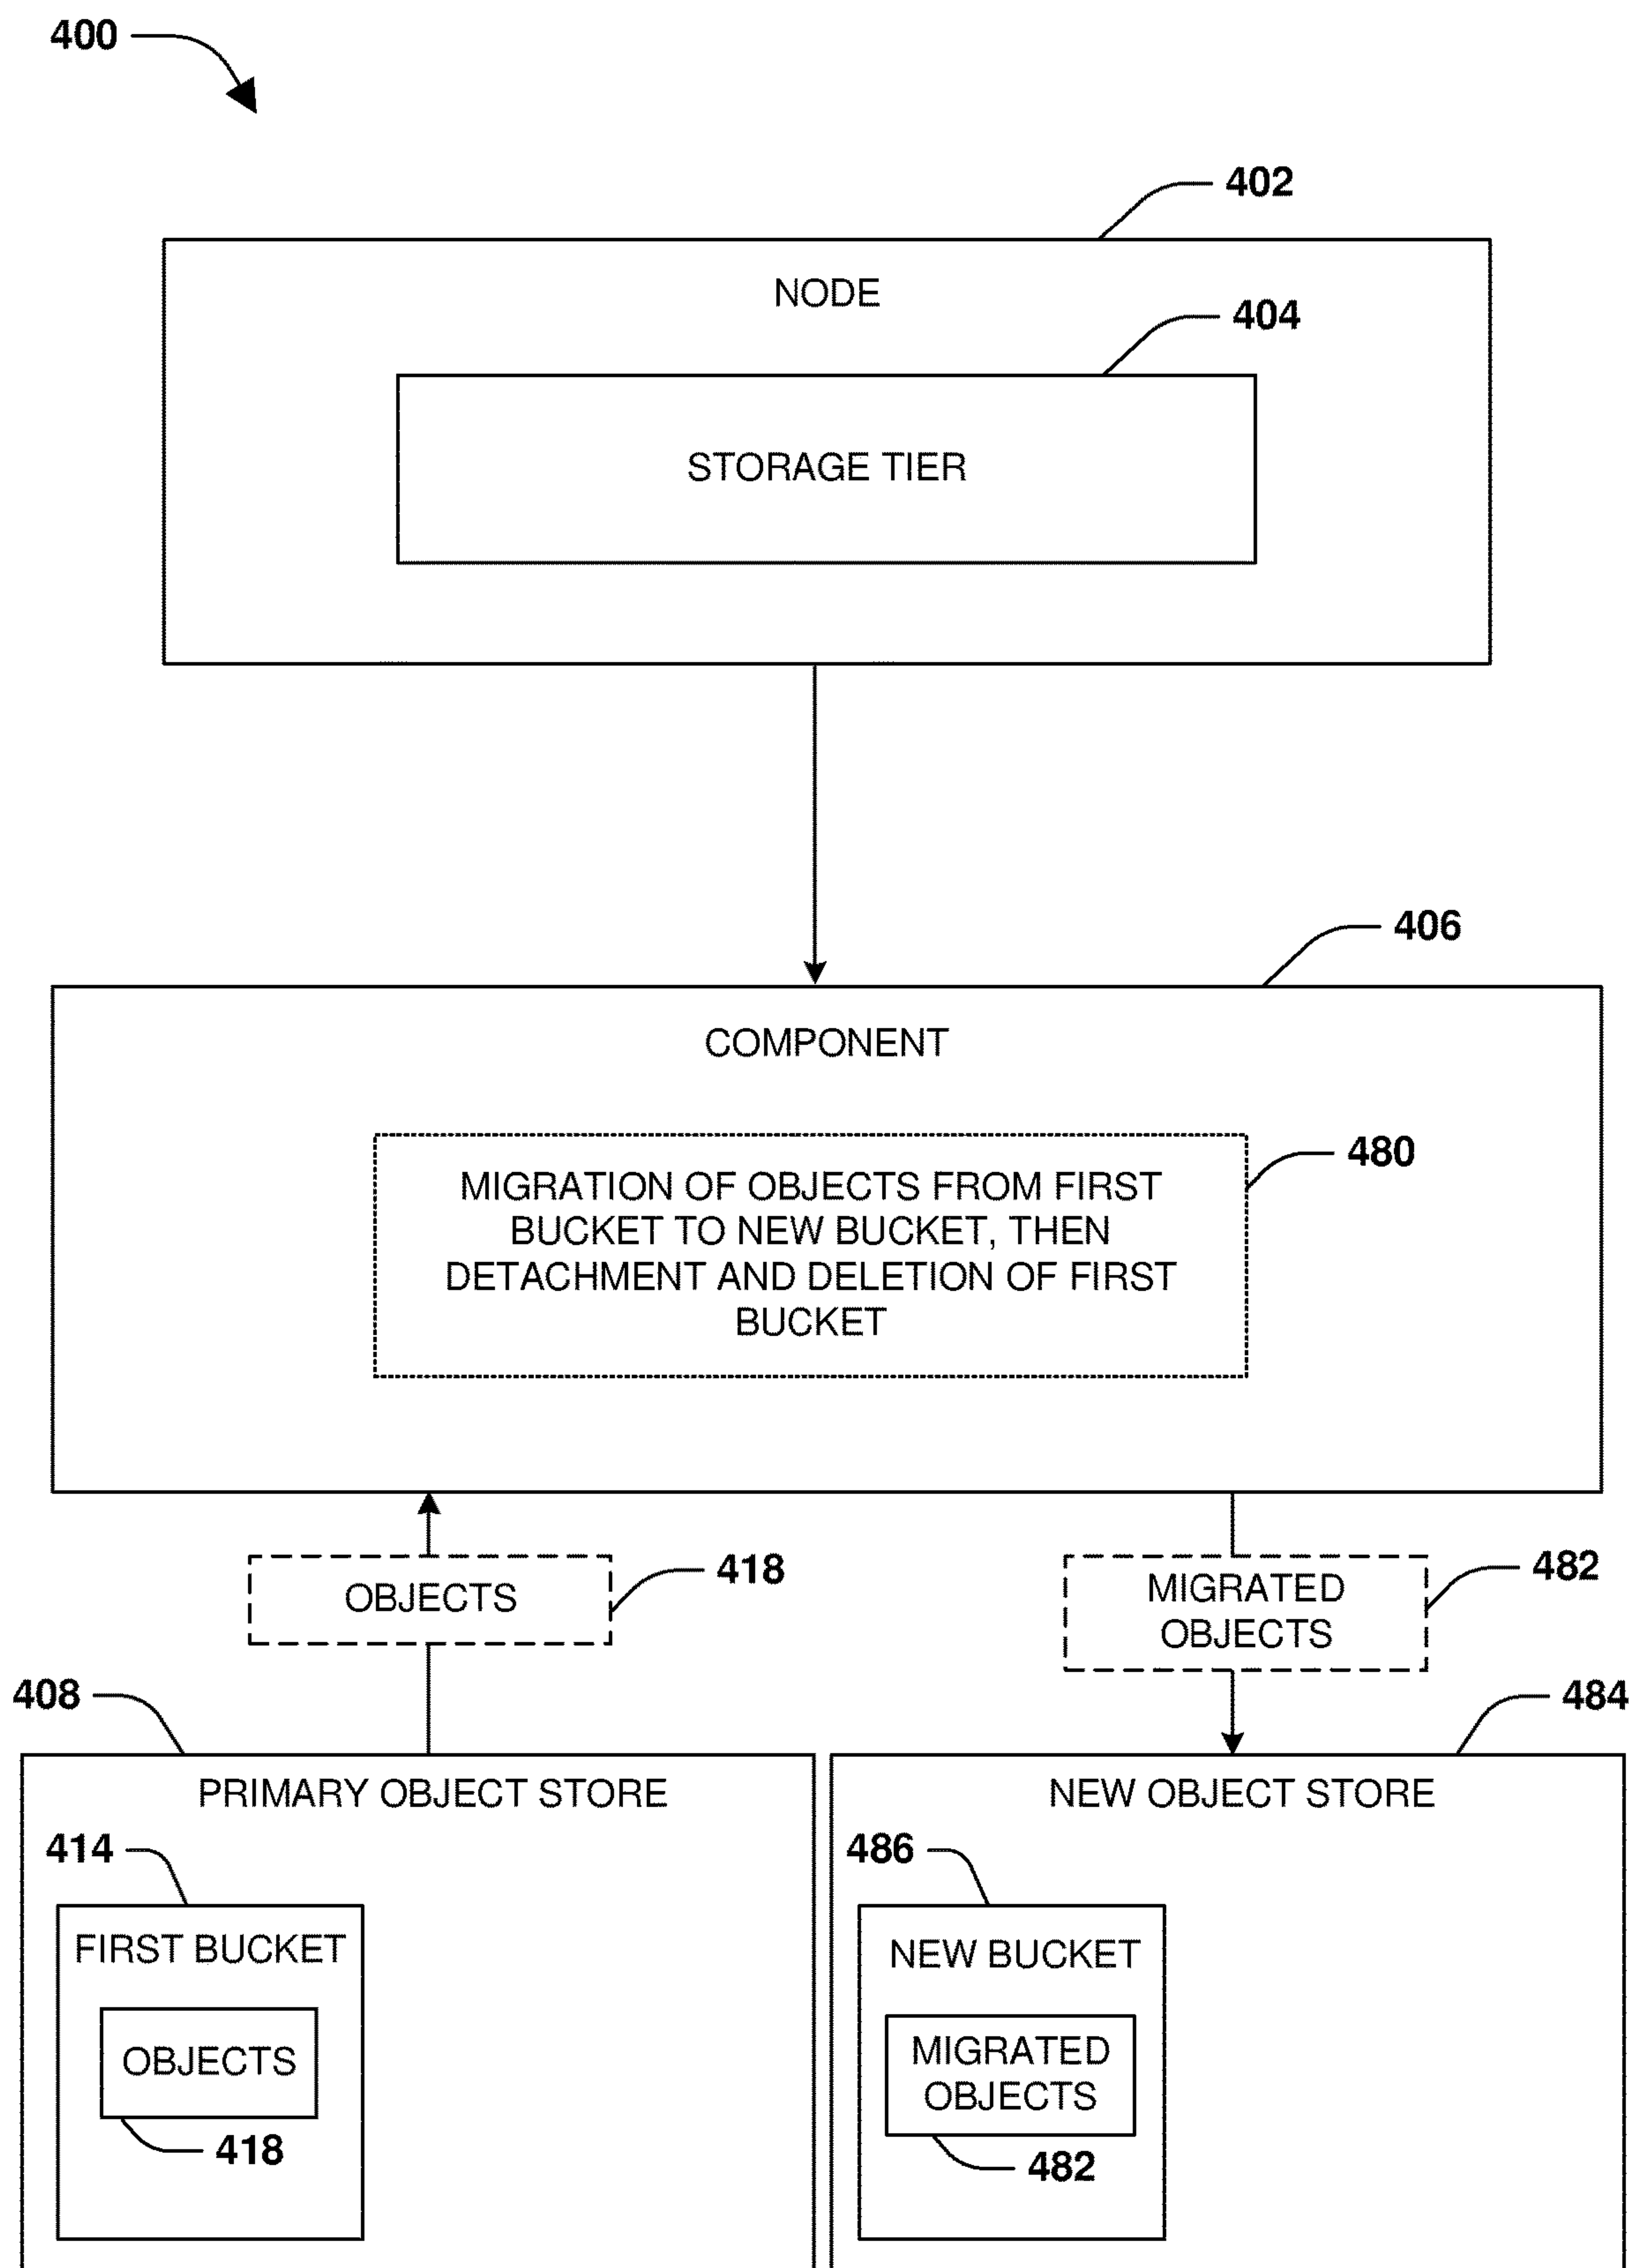 400
402
NODE
404
STORAGE TIER
406
COMPONENT
480
MIGRATION OF OBJECTS FROM FIRST
BUCKET TO NEW BUCKET, THEN
DETACHMENT AND DELETION OF FIRST
BUCKET
OBJECTS
418
MIGRATED
OBJECTS
482
408
484
PRIMARY OBJECT STORE
414
FIRST BUCKET
OBJECTS
418
NEW OBJECT STORE
486
NEW BUCKET
MIGRATED
OBJECTS
482